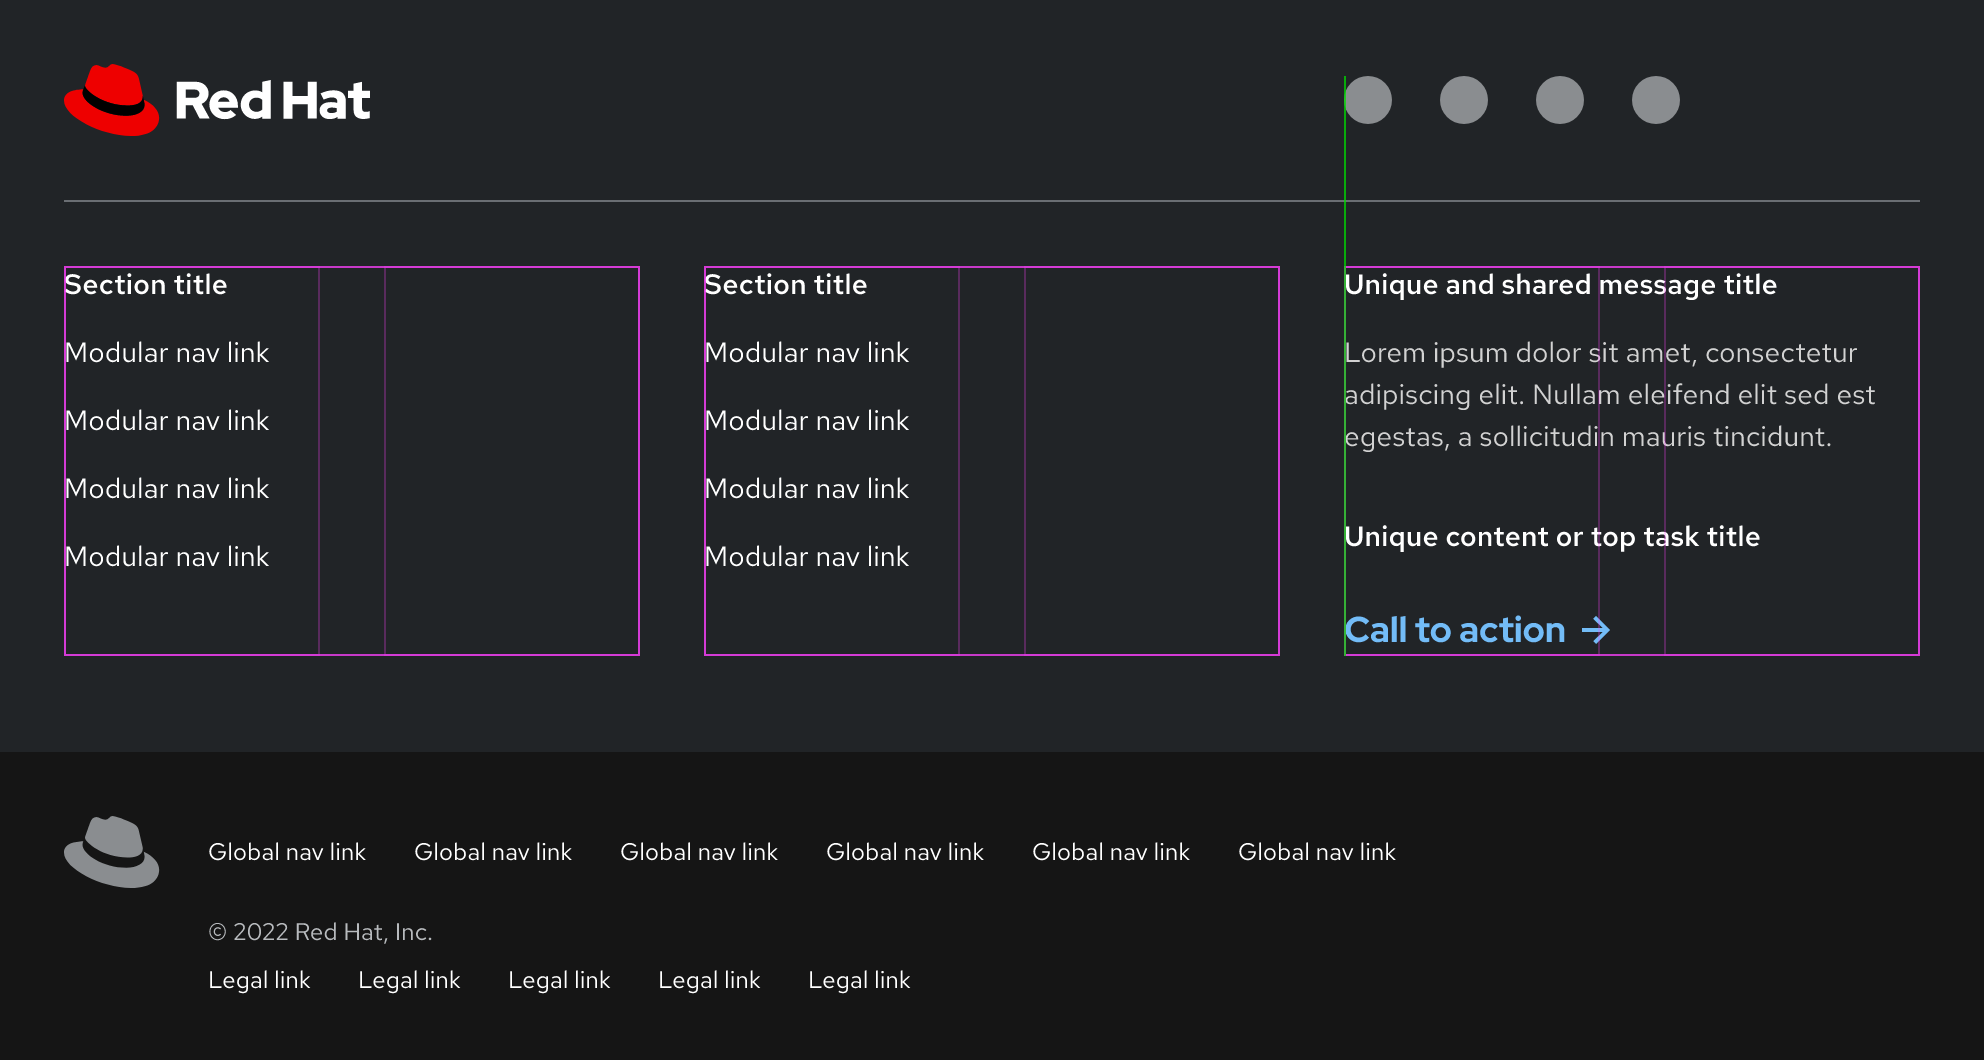 Red Hat
Section title
Modular nav link
Modular nav link
Modular nav link
Modular nav link
Section title
Modular nav link
Modular nav link
Modular nav link
Modular nav link
Unique and shared message title
Lorem ipsum dolor sit amet, consectetur
adipiscing elit. Nullam eleifend elit sed est
egestas, a sollicitudin mauris tincidunt.
Unique content or top task title
Call to action →
Global nav link Global nav link Global nav link Global nav link Global nav link Global nav link
© 2022 Red Hat, Inc.
Legal link Legal link Legal link Legal link Legal link